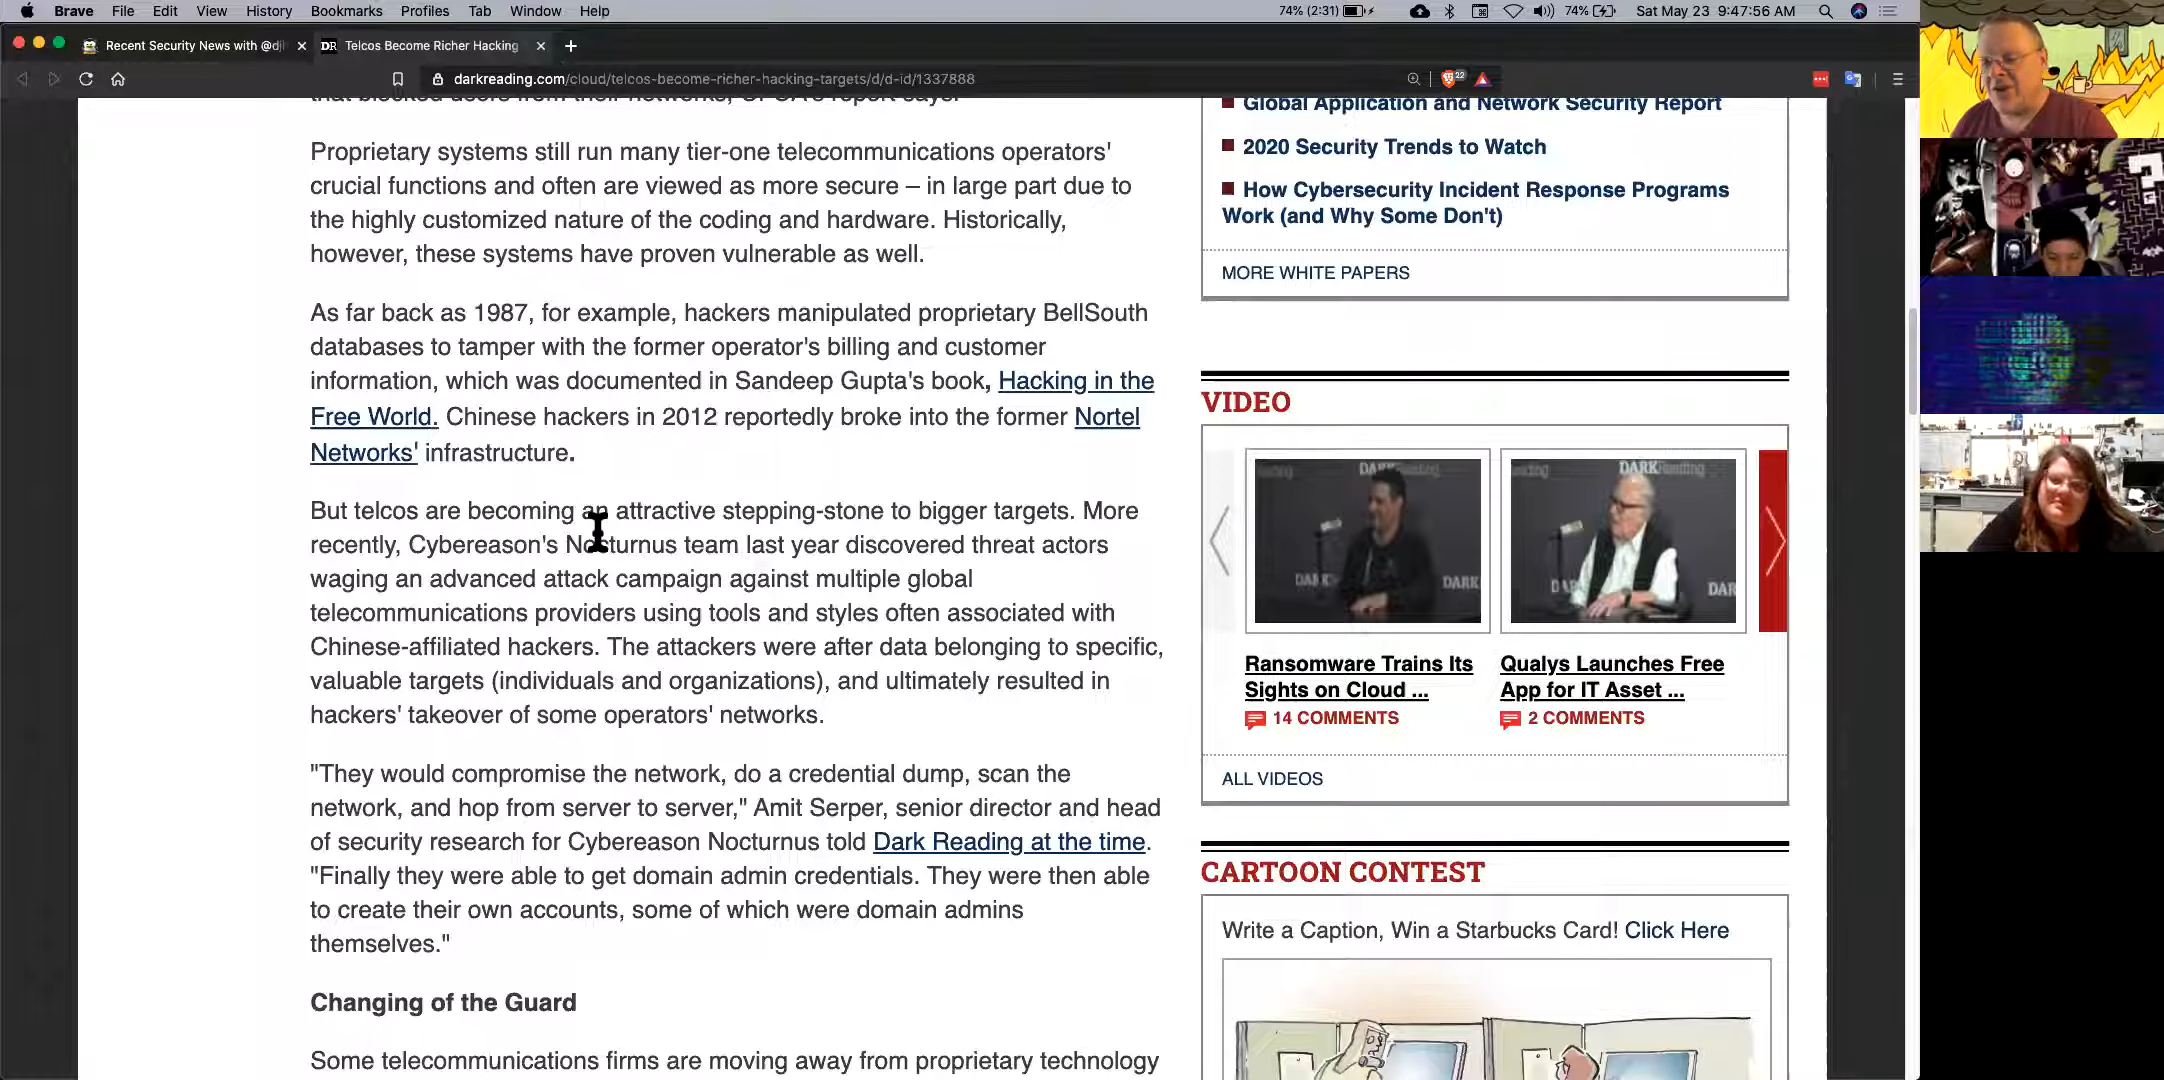 Brave File Edit View History Bookmarks Profiles Tab Window Help 74% (2:31) 74% Sat May 23 9:47:56 AM
Recent Security News with @dj
DR Telcos Become Richer Hacking
darkreading.com/cloud/telcos-become-richer-hacking-targets/d/d-id/1337888
22
that blocked users from their networks,
Proprietary systems still run many tier-one telecommunications operators'
crucial functions and often are viewed as more secure – in large part due to
the highly customized nature of the coding and hardware. Historically,
however, these systems have proven vulnerable as well.
As far back as 1987, for example, hackers manipulated proprietary BellSouth
databases to tamper with the former operator's billing and customer
information, which was documented in Sandeep Gupta's book, Hacking in the
Free World. Chinese hackers in 2012 reportedly broke into the former Nortel
Networks' infrastructure.
But telcos are becoming an attractive stepping-stone to bigger targets. More
recently, Cybereason's Nocturnus team last year discovered threat actors
waging an advanced attack campaign against multiple global
telecommunications providers using tools and styles often associated with
Chinese-affiliated hackers. The attackers were after data belonging to specific,
valuable targets (individuals and organizations), and ultimately resulted in
hackers' takeover of some operators' networks.
"They would compromise the network, do a credential dump, scan the
network, and hop from server to server," Amit Serper, senior director and head
of security research for Cybereason Nocturnus told Dark Reading at the time.
"Finally they were able to get domain admin credentials. They were then able
to create their own accounts, some of which were domain admins
themselves."
Changing of the Guard
Some telecommunications firms are moving away from proprietary technology
Global Application and Network Security Report
2020 Security Trends to Watch
How Cybersecurity Incident Response Programs
Work (and Why Some Don't)
MORE WHITE PAPERS
VIDEO
DARK
DARK
DARK
DARKReading
DAR
Ransomware Trains Its
Sights on Cloud ...
14 COMMENTS
Qualys Launches Free
App for IT Asset ...
2 COMMENTS
ALL VIDEOS
CARTOON CONTEST
Write a Caption, Win a Starbucks Card! Click Here